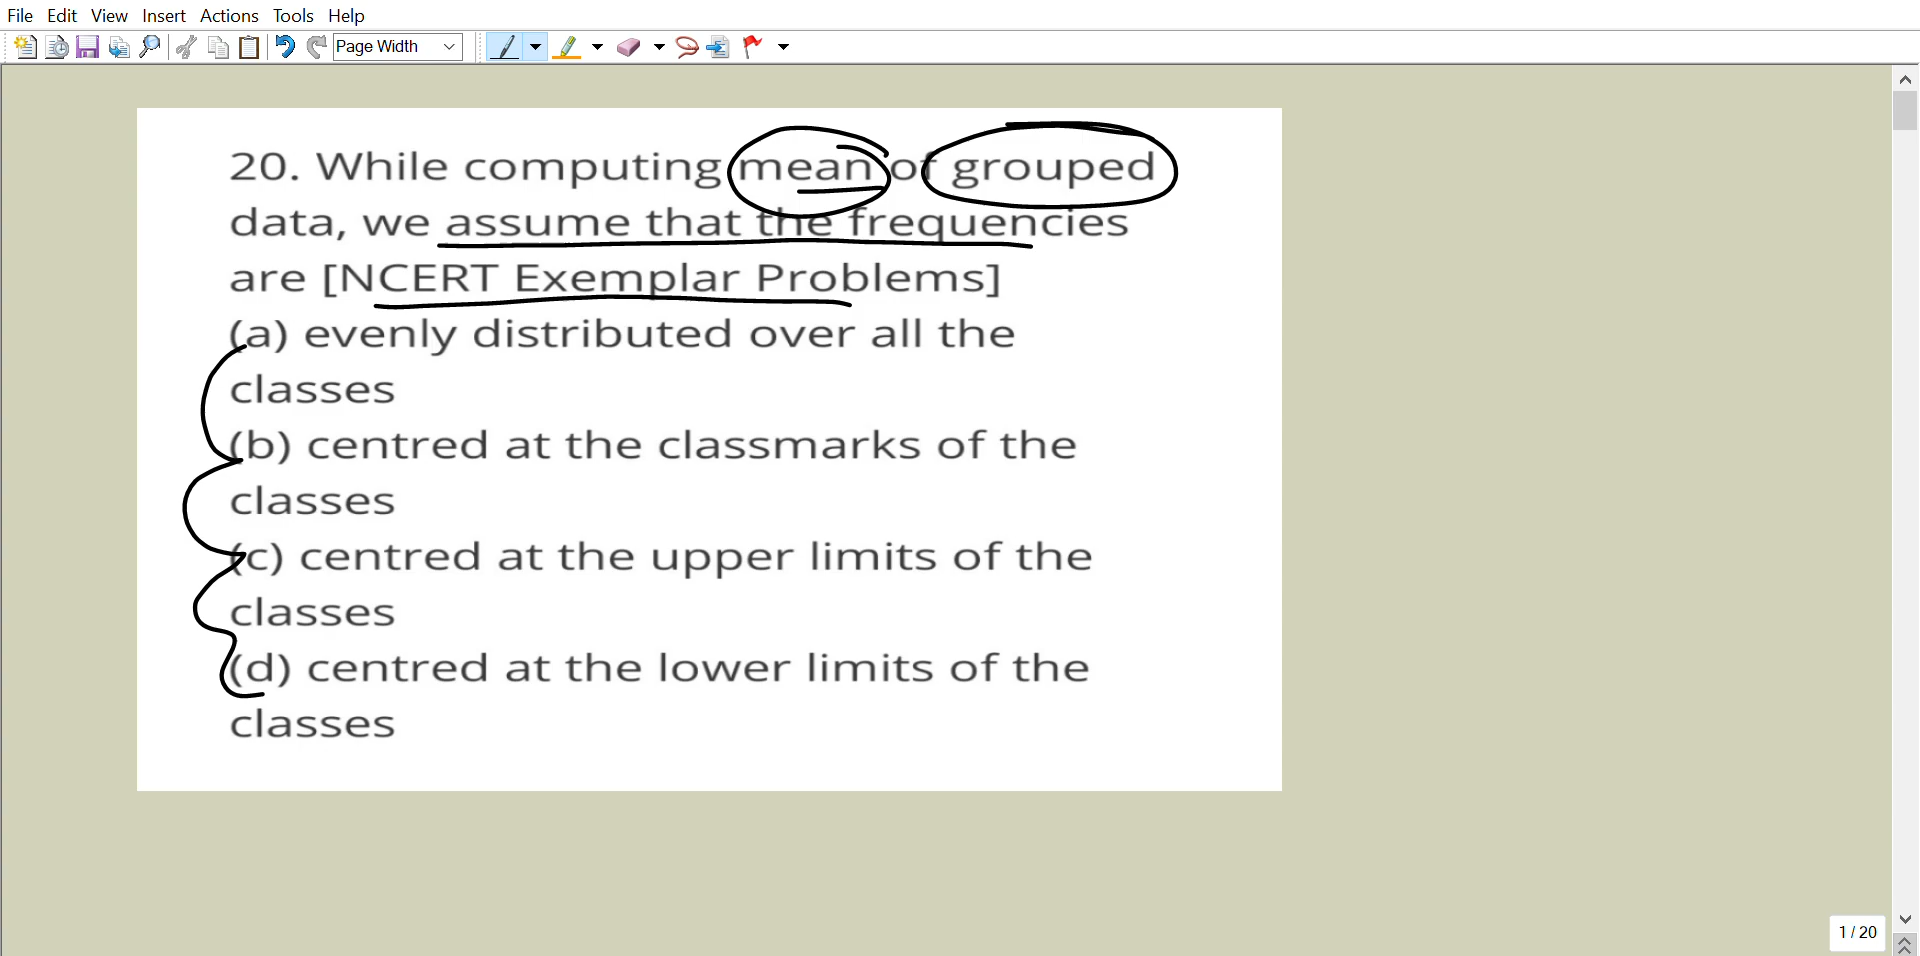 File Edit View Insert Actions Tools Help
Page Width
20. While computing mean of grouped
data, we assume that the frequencies
are [NCERT Exemplar Problems]
(a) evenly distributed over all the
classes
(b) centred at the classmarks of the
classes
(c) centred at the upper limits of the
classes
(d) centred at the lower limits of the
classes
1 / 20